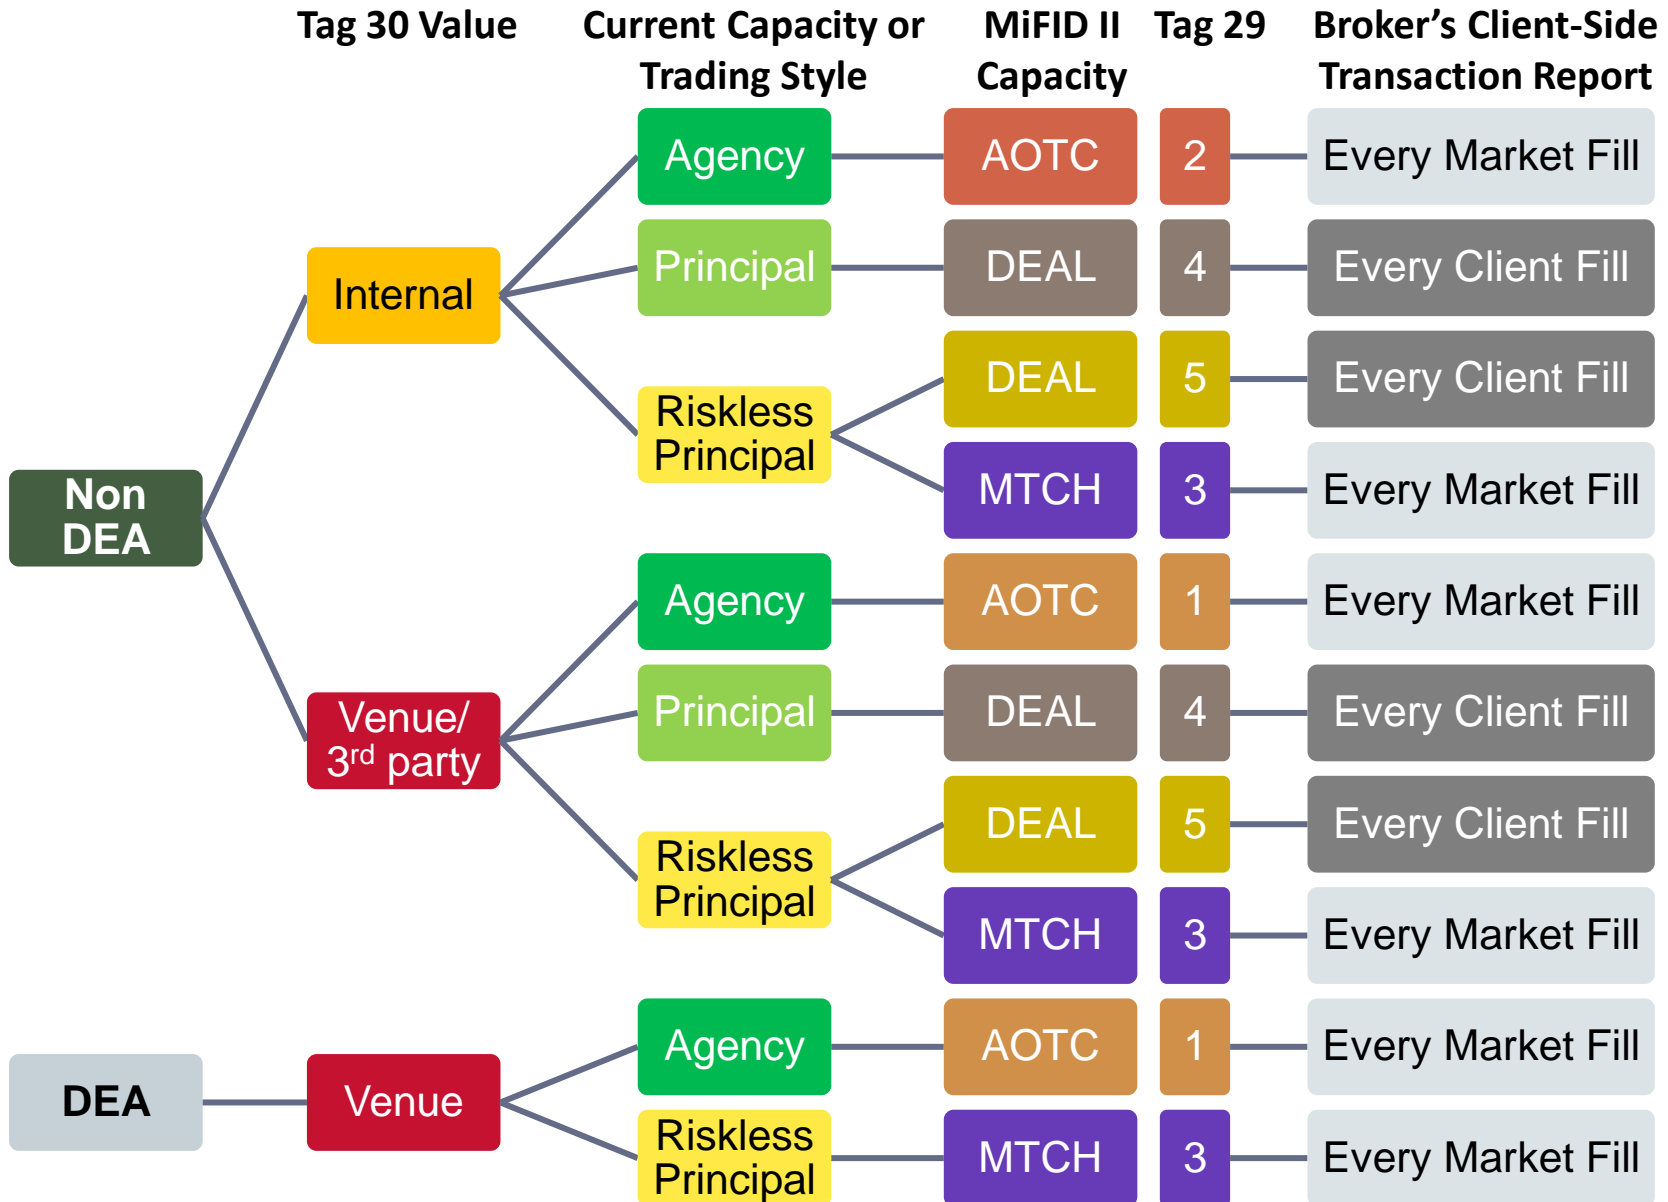 Tag 30 Value
Current Capacity or
Trading Style
MiFID II
Capacity
Tag 29
Broker’s Client-Side
Transaction Report
Agency
AOTC
2
Every Market Fill
Principal
DEAL
4
Every Client Fill
Internal
DEAL
5
Every Client Fill
Riskless
Principal
MTCH
3
Every Market Fill
Non
DEA
Agency
AOTC
1
Every Market Fill
Principal
DEAL
4
Every Client Fill
Venue/
3rd party
DEAL
5
Every Client Fill
Riskless
Principal
MTCH
3
Every Market Fill
Agency
AOTC
1
Every Market Fill
DEA
Venue
Riskless
Principal
MTCH
3
Every Market Fill